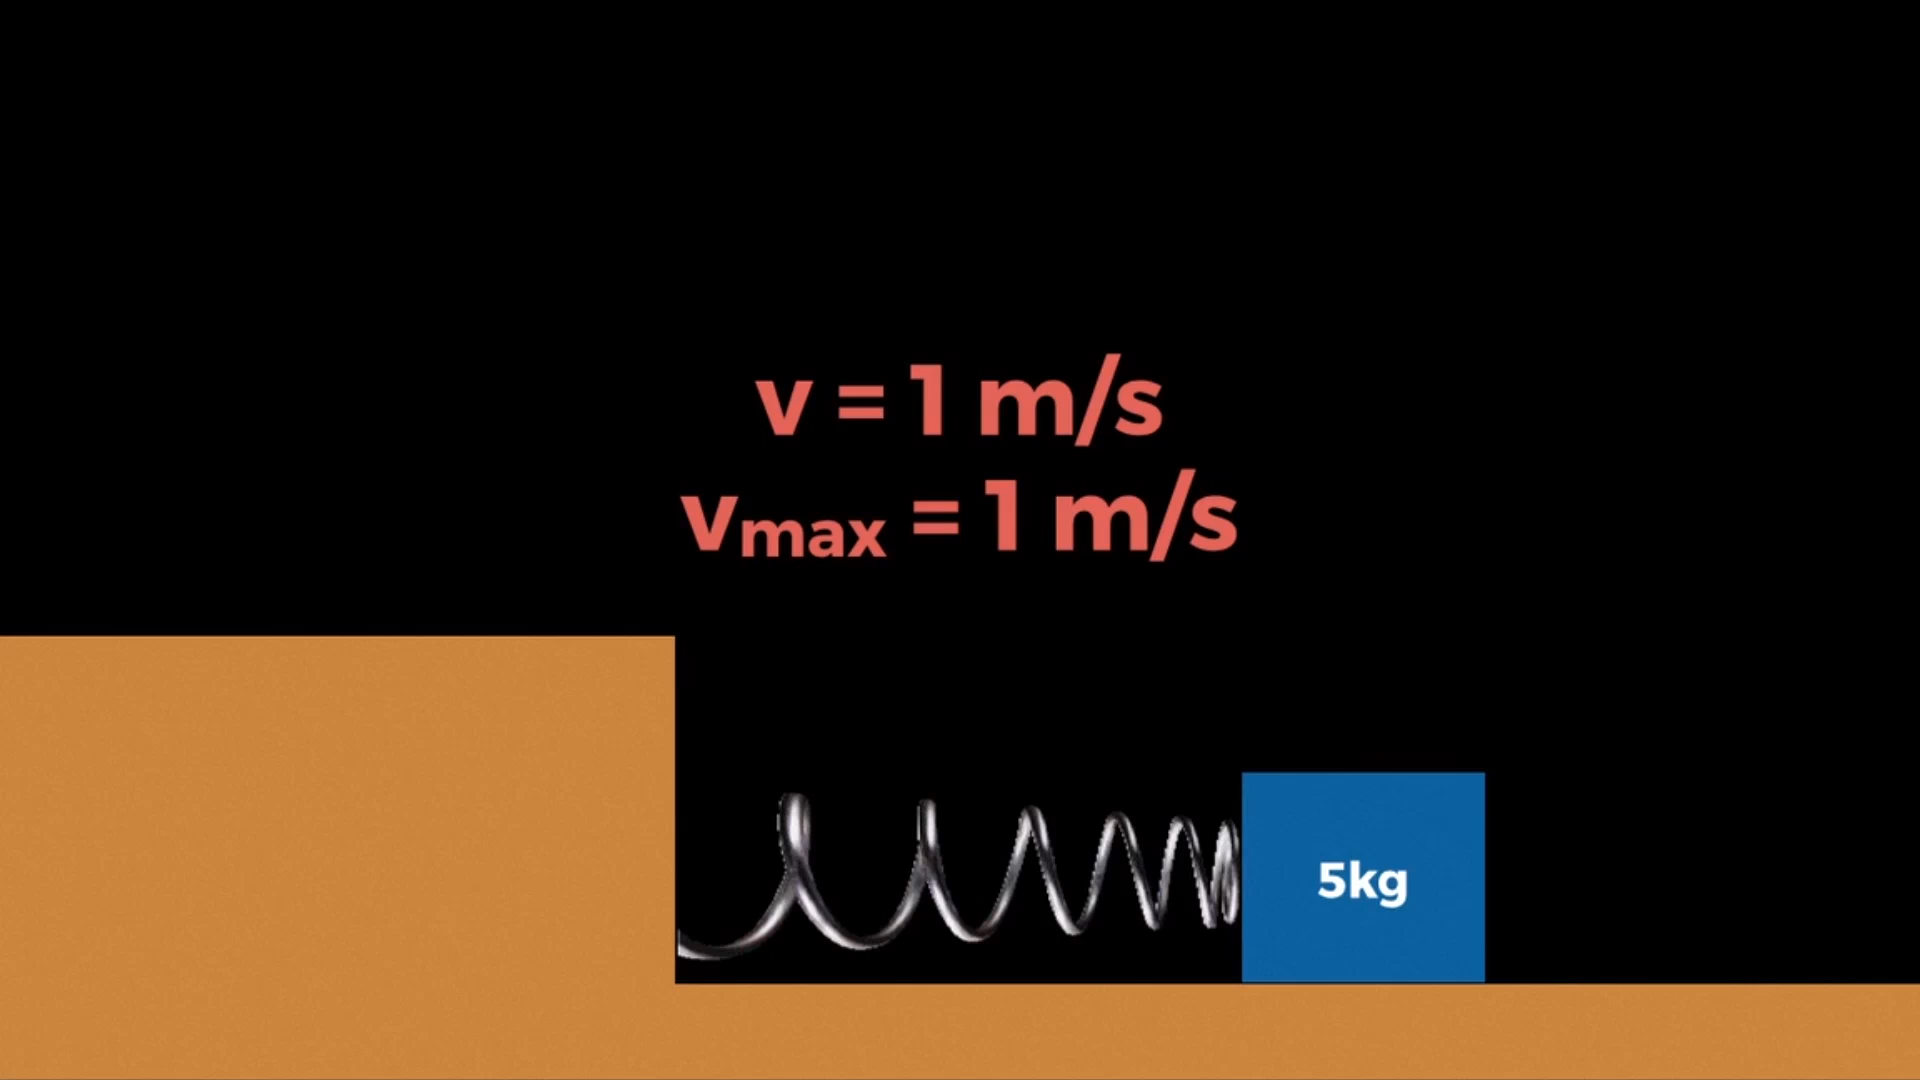 v = 1 m/s
vmax = 1 m/s
5kg